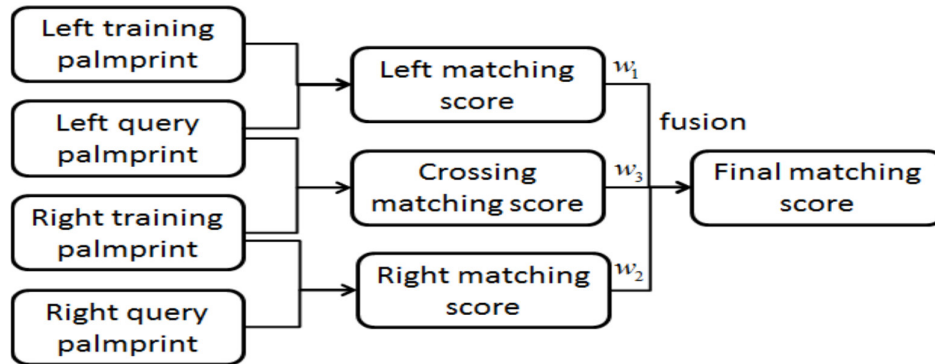 Left training
palmprint
Left query
palmprint
Right training
palmprint
Right query
palmprint
Left matching
score
Crossing
matching score
Right matching
score
w₁
w₃
w₂
fusion
Final matching
score